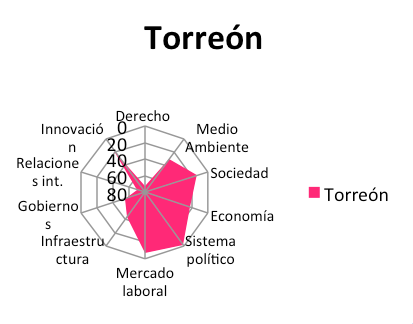 Torreón
Derecho
0
20
40
60
80
Medio
Ambiente
Sociedad
Economía
Sistema
político
Mercado
laboral
Infraestru
ctura
Gobierno
s
Relacione
s int.
Innovació
n
Torreón